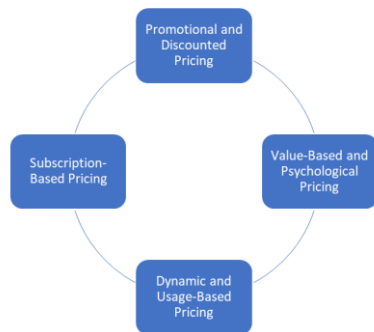 Promotional and
Discounted
Pricing
Value-Based and
Psychological
Pricing
Dynamic and
Usage-Based
Pricing
Subscription-
Based Pricing